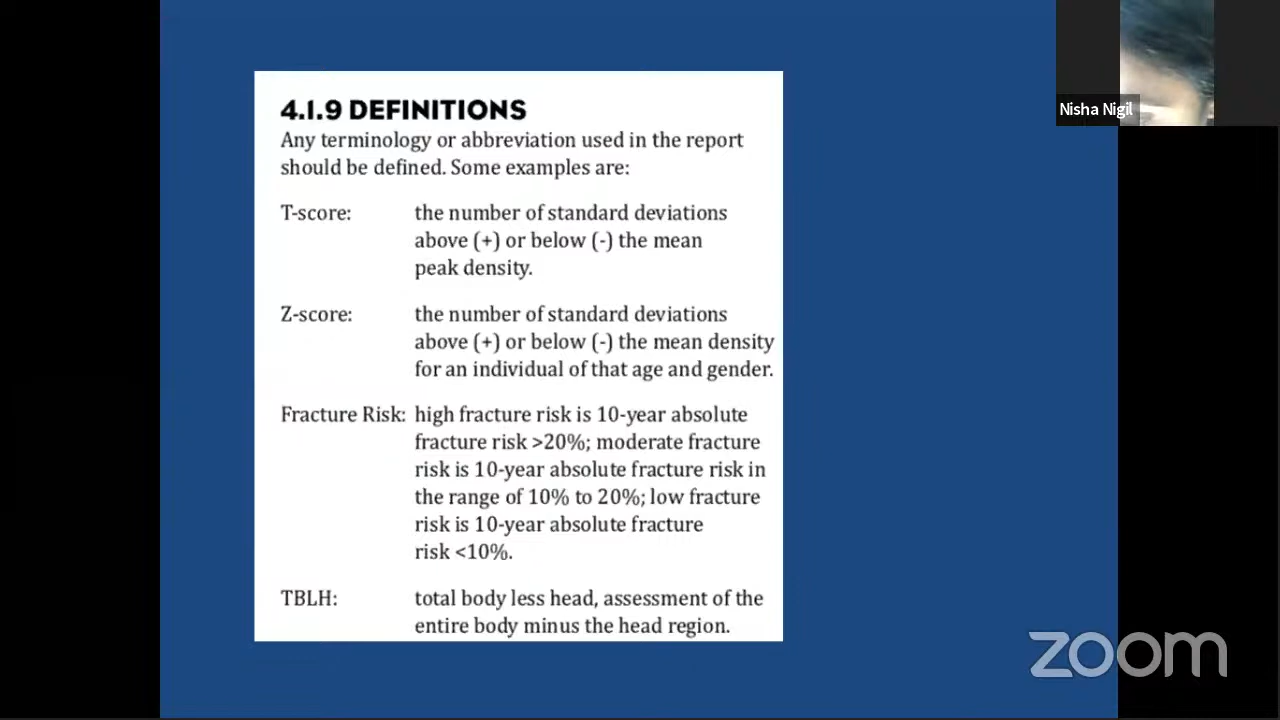 4.1.9 DEFINITIONS
Any terminology or abbreviation used in the report
should be defined. Some examples are:
T-score: the number of standard deviations
above (+) or below (-) the mean
peak density.
Z-score: the number of standard deviations
above (+) or below (-) the mean density
for an individual of that age and gender.
Fracture Risk: high fracture risk is 10-year absolute
fracture risk >20%; moderate fracture
risk is 10-year absolute fracture risk in
the range of 10% to 20%; low fracture
risk is 10-year absolute fracture
risk <10%.
TBLH: total body less head, assessment of the
entire body minus the head region.
Nisha Nigil
zoom